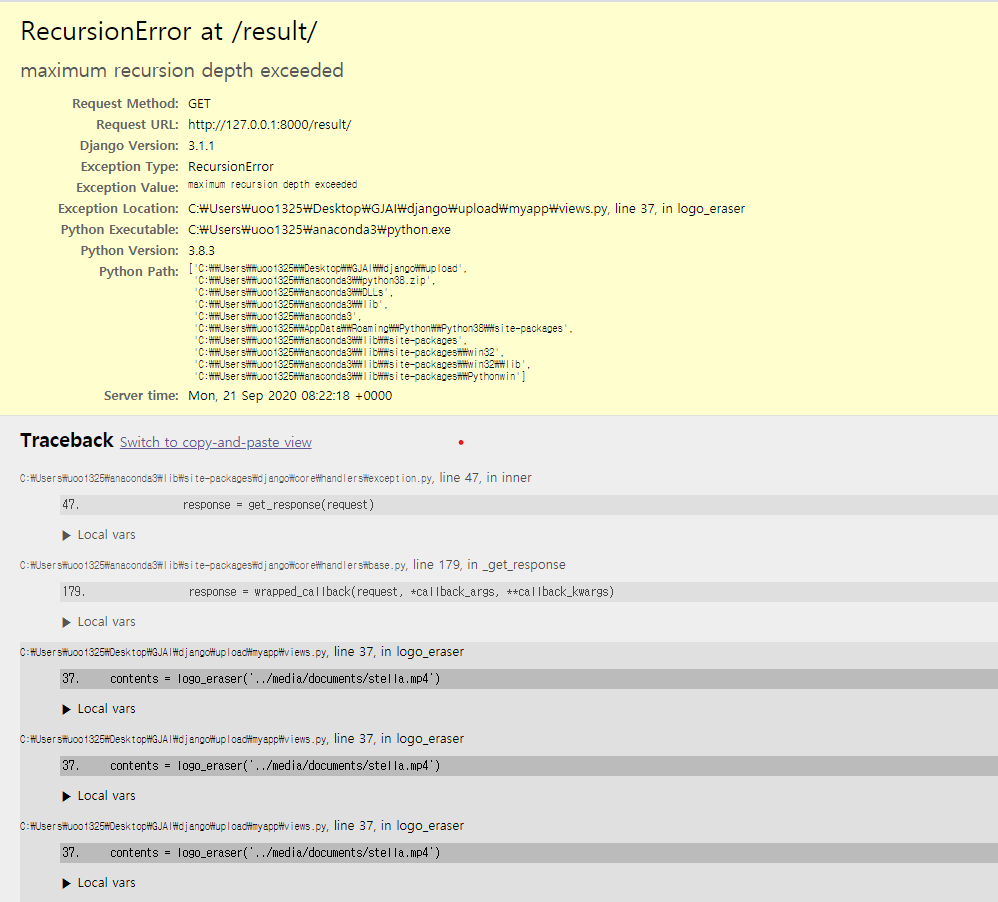 RecursionError at /result/
maximum recursion depth exceeded
Request Method: GET
Request URL: http://127.0.0.1:8000/result/
Django Version: 3.1.1
Exception Type: RecursionError
Exception Value: maximum recursion depth exceeded
Exception Location: C:₩Users₩uoo1325₩Desktop₩GJAI₩django₩upload₩myapp₩views.py, line 37, in logo_eraser
Python Executable: C:₩Users₩uoo1325₩anaconda3₩python.exe
Python Version: 3.8.3
Python Path: ['C:₩₩Users₩₩uoo1325₩₩Desktop₩₩GJAI₩₩django₩₩upload',
'C:₩₩Users₩₩uoo1325₩₩anaconda3₩₩python38.zip',
'C:₩₩Users₩₩uoo1325₩₩anaconda3₩₩DLLs',
'C:₩₩Users₩₩uoo1325₩₩anaconda3₩₩lib',
'C:₩₩Users₩₩uoo1325₩₩anaconda3',
'C:₩₩Users₩₩uoo1325₩₩AppData₩₩Roaming₩₩Python₩₩Python38₩₩site-packages',
'C:₩₩Users₩₩uoo1325₩₩anaconda3₩₩lib₩₩site-packages',
'C:₩₩Users₩₩uoo1325₩₩anaconda3₩₩lib₩₩site-packages₩₩win32',
'C:₩₩Users₩₩uoo1325₩₩anaconda3₩₩lib₩₩site-packages₩₩win32₩₩lib',
'C:₩₩Users₩₩uoo1325₩₩anaconda3₩₩lib₩₩site-packages₩₩Pythonwin']
Server time: Mon, 21 Sep 2020 08:22:18 +0000
Traceback Switch to copy-and-paste view
C:₩Users₩uoo1325₩anaconda3₩lib₩site-packages₩django₩core₩handlers₩exception.py, line 47, in inner
47. response = get_response(request)
▶ Local vars
C:₩Users₩uoo1325₩anaconda3₩lib₩site-packages₩django₩core₩handlers₩base.py, line 179, in _get_response
179. response = wrapped_callback(request, *callback_args, **callback_kwargs)
▶ Local vars
C:₩Users₩uoo1325₩Desktop₩GJAI₩django₩upload₩myapp₩views.py, line 37, in logo_eraser
37. contents = logo_eraser('../media/documents/stella.mp4')
▶ Local vars
C:₩Users₩uoo1325₩Desktop₩GJAI₩django₩upload₩myapp₩views.py, line 37, in logo_eraser
37. contents = logo_eraser('../media/documents/stella.mp4')
▶ Local vars
C:₩Users₩uoo1325₩Desktop₩GJAI₩django₩upload₩myapp₩views.py, line 37, in logo_eraser
37. contents = logo_eraser('../media/documents/stella.mp4')
▶ Local vars